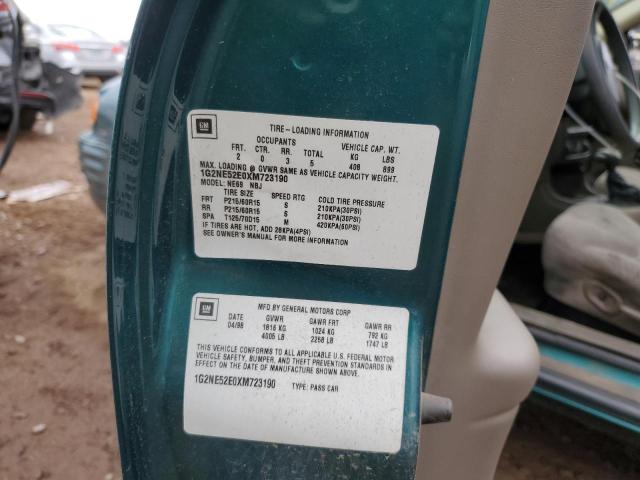 GM
TIRE-LOADING INFORMATION
OCCUPANTS VEHICLE CAP. WT.
FRT. CTR. RR. TOTAL KG LBS
2 0 3 5 408 899
MAX. LOADING @ GVWR SAME AS VEHICLE CAPACITY WEIGHT.
1G2NE52E0XM723190
MODEL: NE69 NBJ
TIRE SIZE SPEED RTG COLD TIRE PRESSURE
FRT P215/60R15 S 210KPA(30PSI)
RR P215/60R15 S 210KPA(30PSI)
SPA T125/70D15 M 420KPA(60PSI)
IF TIRES ARE HOT, ADD 28KPA(4PSI)
SEE OWNER'S MANUAL FOR MORE INFORMATION
GM
MFD BY GENERAL MOTORS CORP
DATE GVWR GAWR FRT GAWR RR
04/98 1816 KG 1024 KG 792 KG
4005 LB 2258 LB 1747 LB
THIS VEHICLE CONFORMS TO ALL APPLICABLE U.S. FEDERAL MOTOR
VEHICLE SAFETY, BUMPER, AND THEFT PREVENTION STANDARDS IN
EFFECT ON THE DATE OF MANUFACTURE SHOWN ABOVE.
1G2NE52E0XM723190 TYPE: PASS CAR